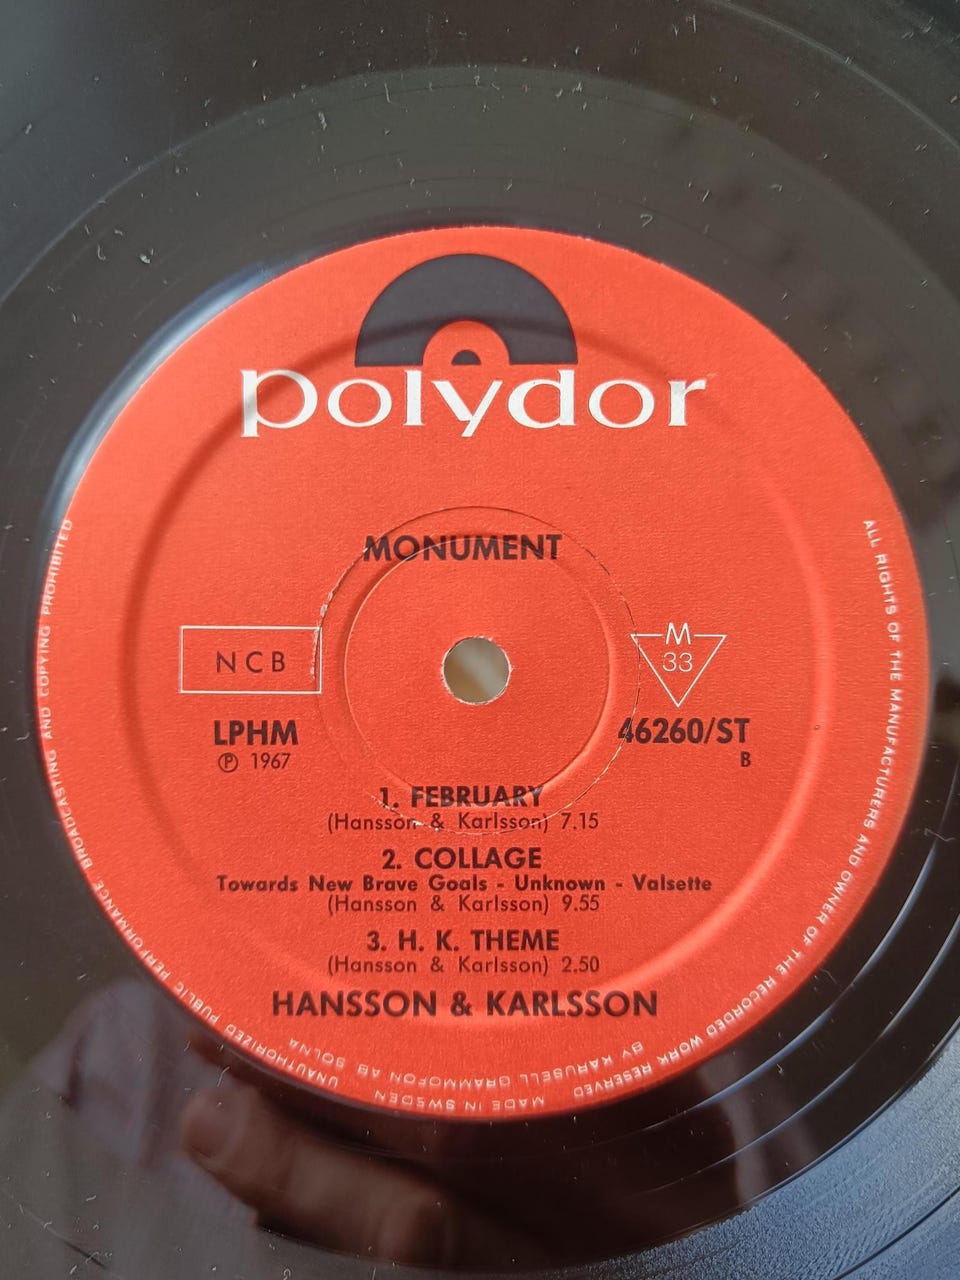 polydor
MONUMENT
NCB
M
33
LPHM
46260/ST
℗ 1967
B
1. FEBRUARY
(Hansson & Karlsson) 7.15
2. COLLAGE
Towards New Brave Goals - Unknown - Valsette
(Hansson & Karlsson) 9.55
3. H. K. THEME
(Hansson & Karlsson) 2.50
HANSSON & KARLSSON
ALL RIGHTS OF THE MANUFACTURERS AND OWNER OF THE RECORDED WORK RESERVED
UNAUTHORIZED PUBLIC PERFORMANCE, BROADCASTING AND COPYING PROHIBITED
BY KARUSELL GRAMMOFON AB SOLNA
MADE IN SWEDEN